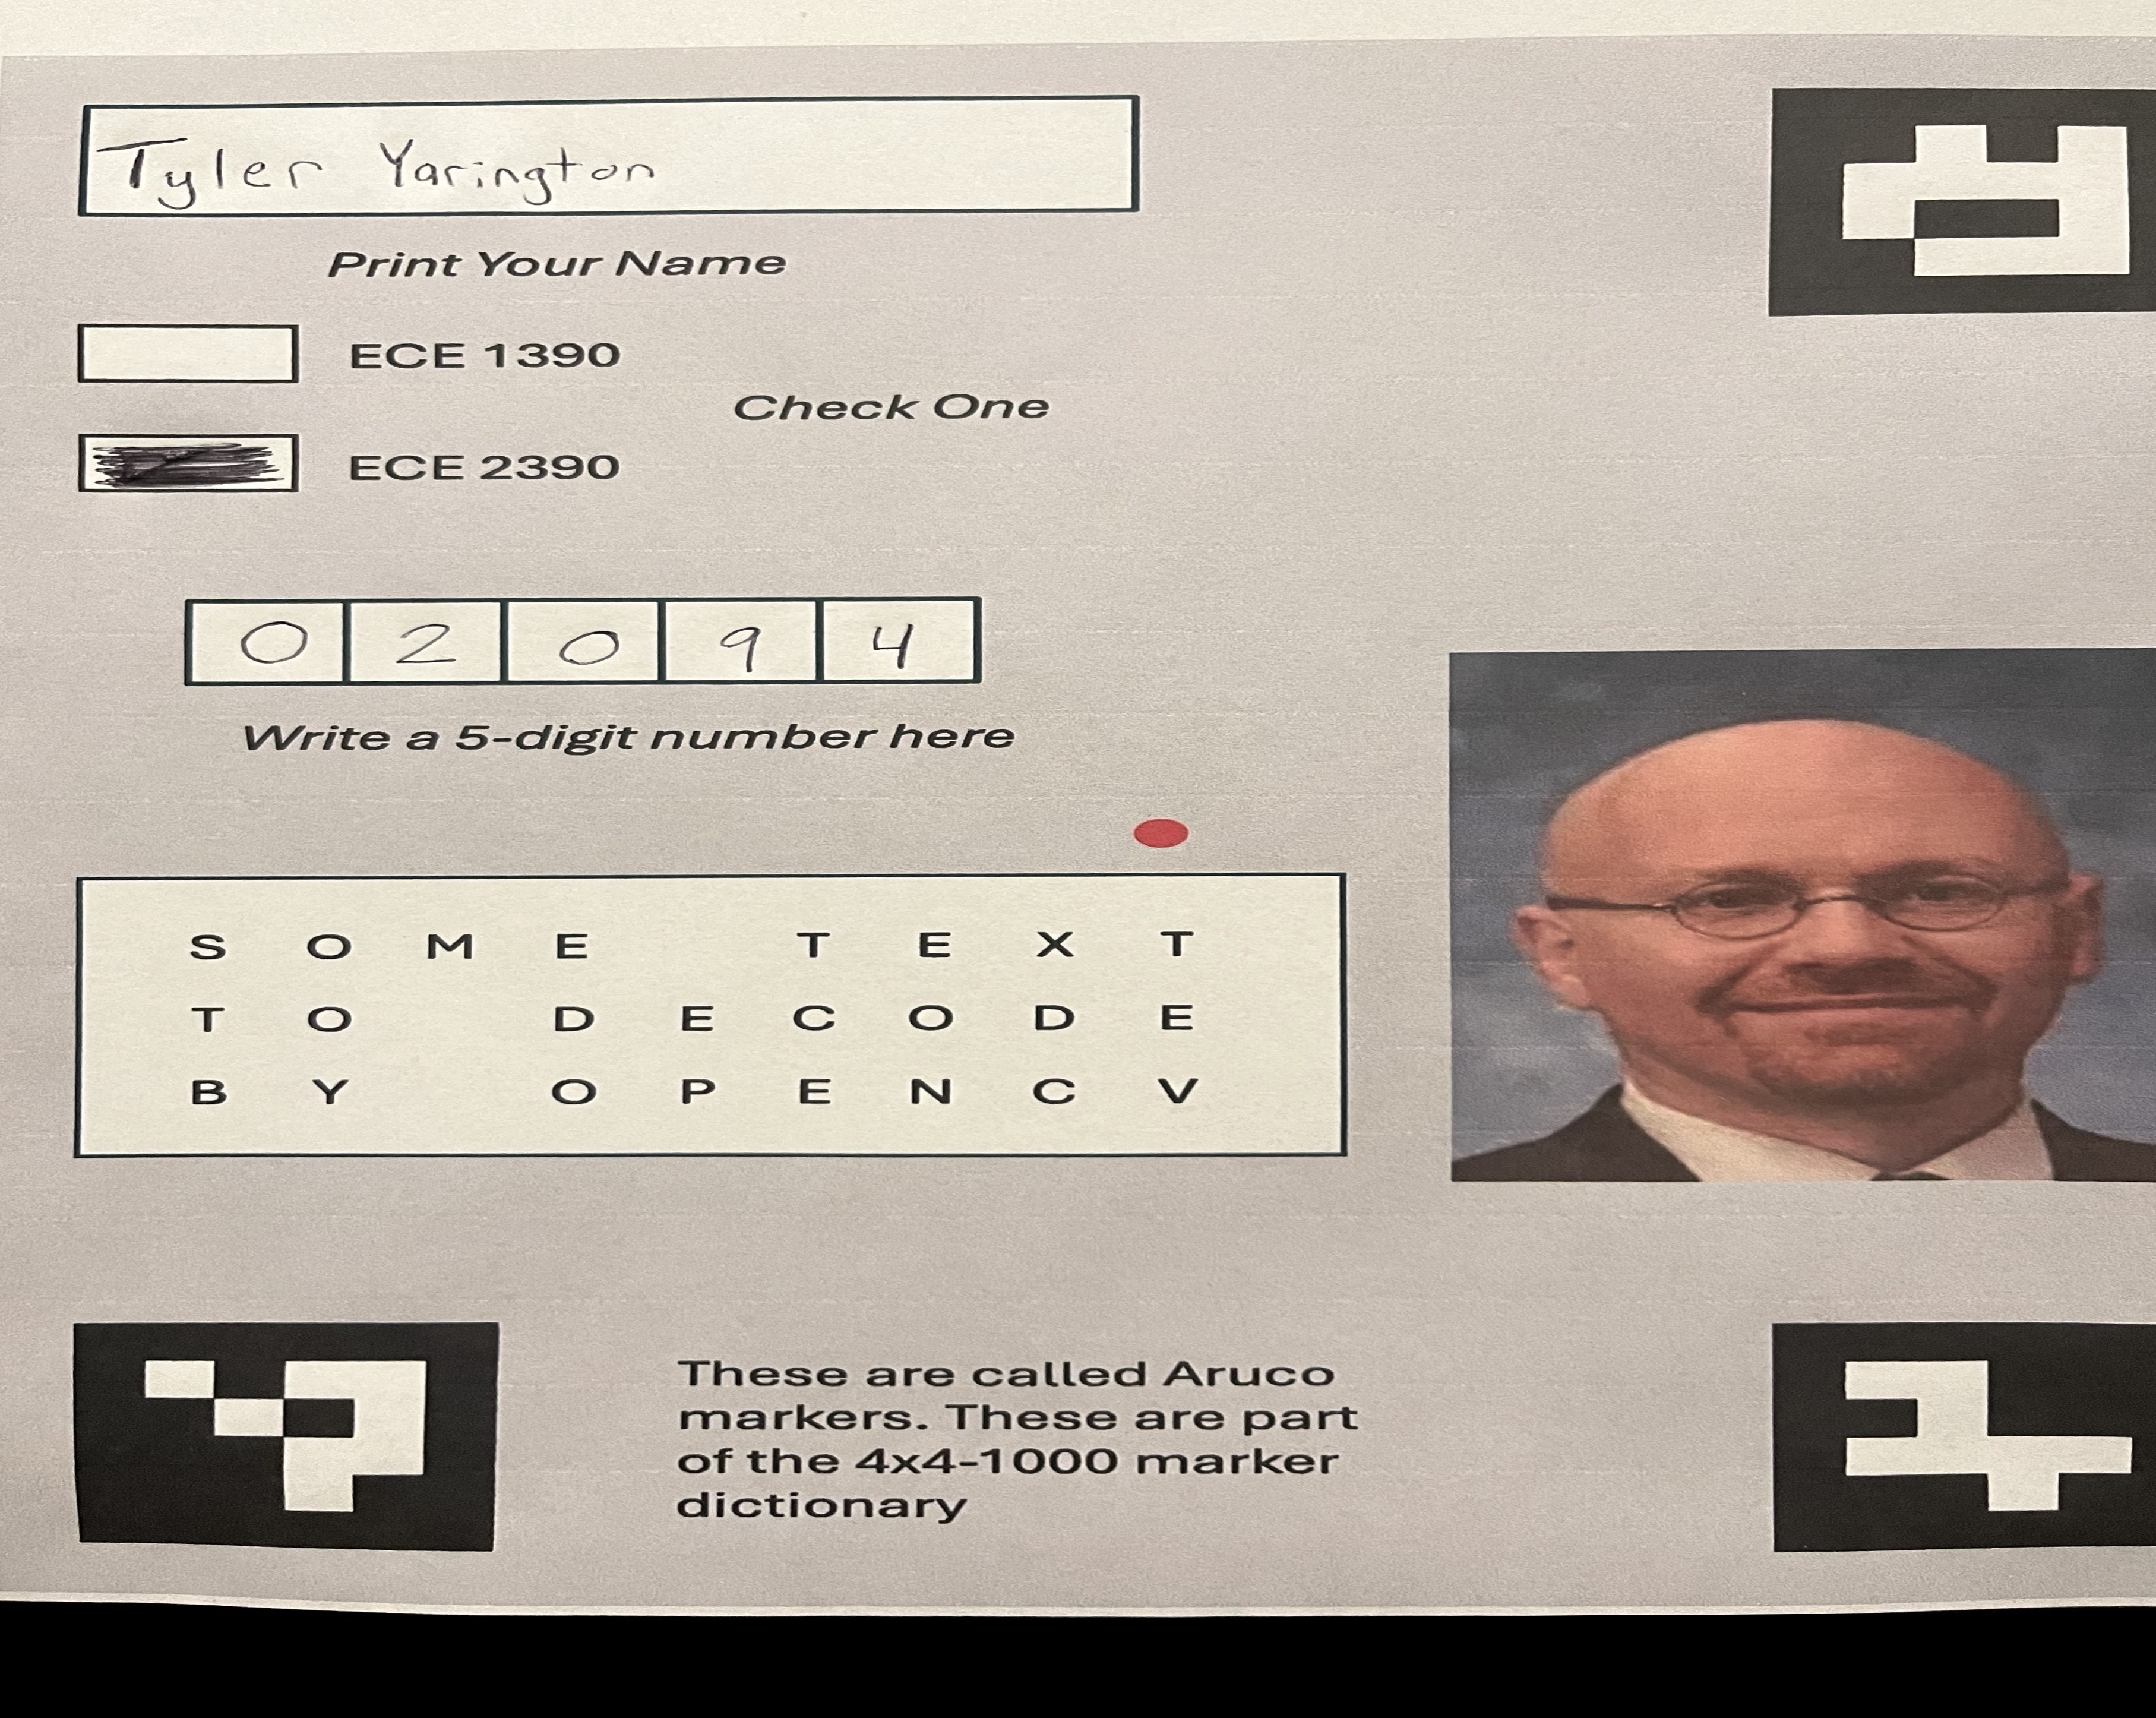 Tyler Yarington
Print Your Name
ECE 1390
Check One
ECE 2390
0 2 0 9 4
Write a 5-digit number here
S O M E T E X T
T O D E C O D E
B Y O P E N C V
These are called Aruco
markers. These are part
of the 4x4-1000 marker
dictionary